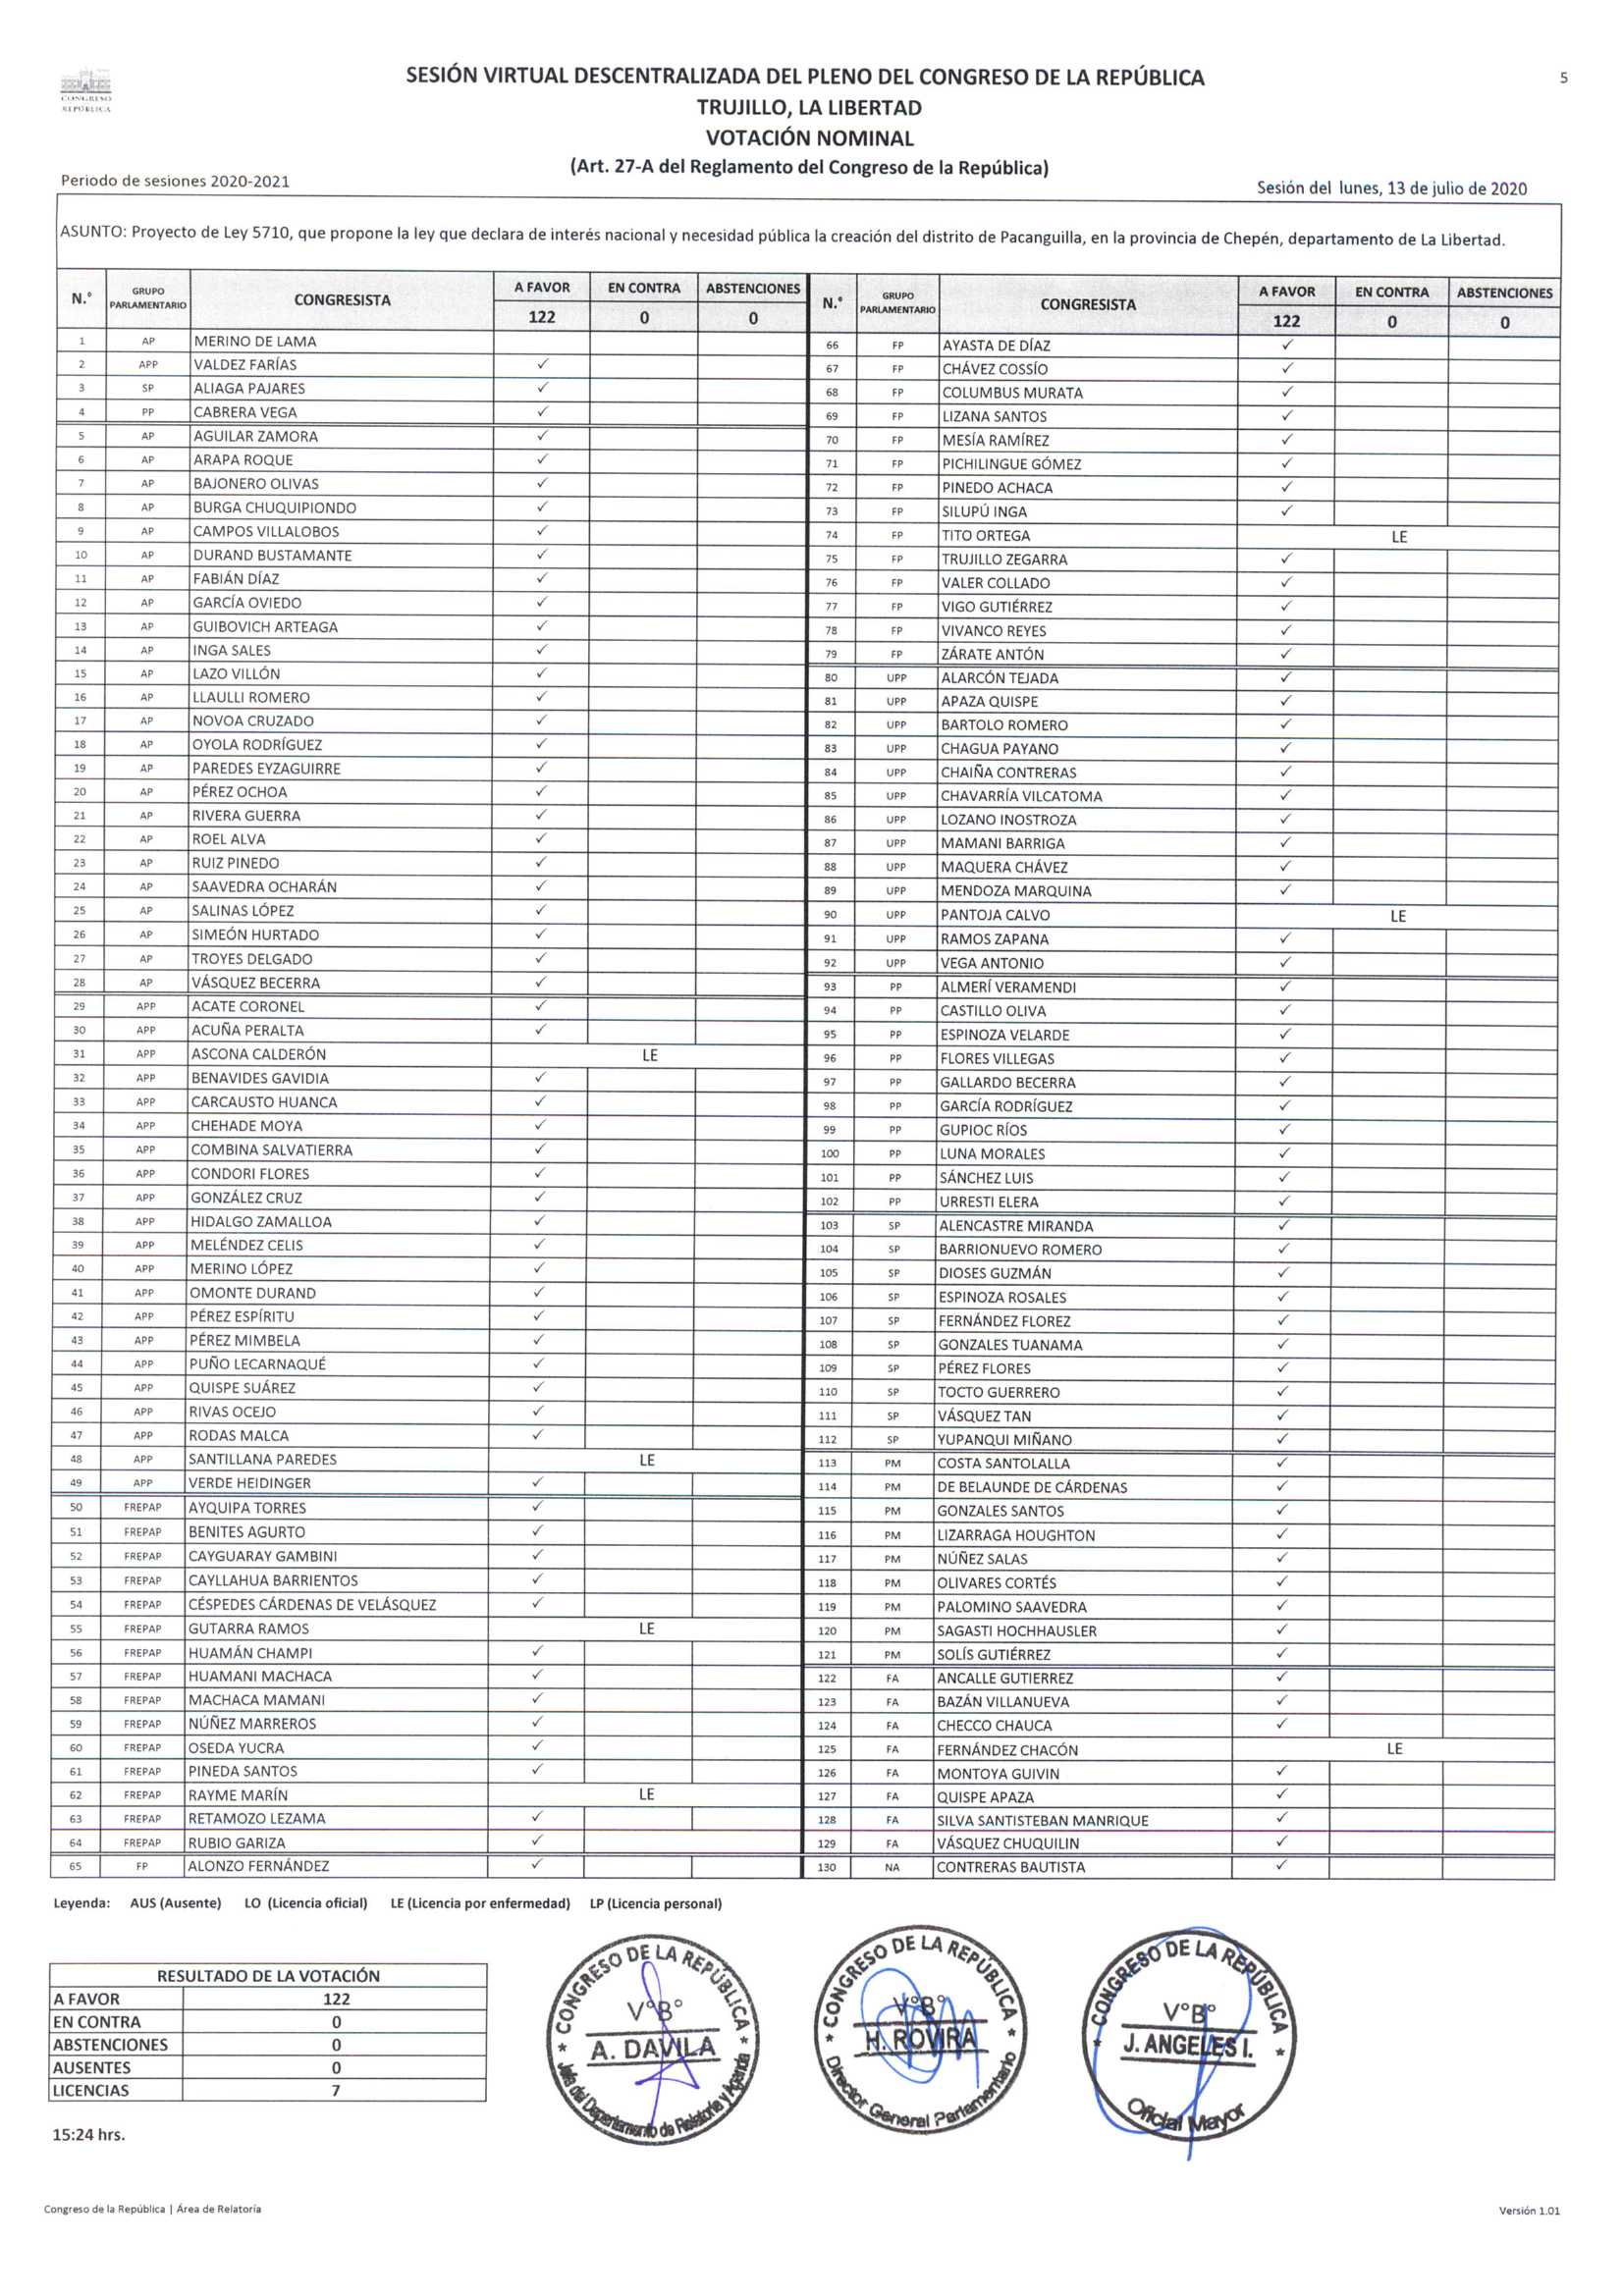 CONGRESO
REPÚBLICA
SESIÓN VIRTUAL DESCENTRALIZADA DEL PLENO DEL CONGRESO DE LA REPÚBLICA
5
TRUJILLO, LA LIBERTAD
VOTACIÓN NOMINAL
(Art. 27-A del Reglamento del Congreso de la República)
Periodo de sesiones 2020-2021
Sesión del lunes, 13 de julio de 2020
ASUNTO: Proyecto de Ley 5710, que propone la ley que declara de interés nacional y necesidad pública la creación del distrito de Pacanguilla, en la provincia de Chepén, departamento de La Libertad.
N.° GRUPO PARLAMENTARIO CONGRESISTA A FAVOR EN CONTRA ABSTENCIONES
122 0 0
1 AP MERINO DE LAMA
2 APP VALDEZ FARÍAS ✓
3 SP ALIAGA PAJARES ✓
4 PP CABRERA VEGA ✓
5 AP AGUILAR ZAMORA ✓
6 AP ARAPA ROQUE ✓
7 AP BAJONERO OLIVAS ✓
8 AP BURGA CHUQUIPIONDO ✓
9 AP CAMPOS VILLALOBOS ✓
10 AP DURAND BUSTAMANTE ✓
11 AP FABIÁN DÍAZ ✓
12 AP GARCÍA OVIEDO ✓
13 AP GUIBOVICH ARTEAGA ✓
14 AP INGA SALES ✓
15 AP LAZO VILLÓN ✓
16 AP LLAULLI ROMERO ✓
17 AP NOVOA CRUZADO ✓
18 AP OYOLA RODRÍGUEZ ✓
19 AP PAREDES EYZAGUIRRE ✓
20 AP PÉREZ OCHOA ✓
21 AP RIVERA GUERRA ✓
22 AP ROEL ALVA ✓
23 AP RUIZ PINEDO ✓
24 AP SAAVEDRA OCHARÁN ✓
25 AP SALINAS LÓPEZ ✓
26 AP SIMEÓN HURTADO ✓
27 AP TROYES DELGADO ✓
28 AP VÁSQUEZ BECERRA ✓
29 APP ACATE CORONEL ✓
30 APP ACUÑA PERALTA ✓
31 APP ASCONA CALDERÓN LE
32 APP BENAVIDES GAVIDIA ✓
33 APP CARCAUSTO HUANCA ✓
34 APP CHEHADE MOYA ✓
35 APP COMBINA SALVATIERRA ✓
36 APP CONDORI FLORES ✓
37 APP GONZÁLEZ CRUZ ✓
38 APP HIDALGO ZAMALLOA ✓
39 APP MELÉNDEZ CELIS ✓
40 APP MERINO LÓPEZ ✓
41 APP OMONTE DURAND ✓
42 APP PÉREZ ESPÍRITU ✓
43 APP PÉREZ MIMBELA ✓
44 APP PUÑO LECARNAQUÉ ✓
45 APP QUISPE SUÁREZ ✓
46 APP RIVAS OCEJO ✓
47 APP RODAS MALCA ✓
48 APP SANTILLANA PAREDES LE
49 APP VERDE HEIDINGER ✓
50 FREPAP AYQUIPA TORRES ✓
51 FREPAP BENITES AGURTO ✓
52 FREPAP CAYGUARAY GAMBINI ✓
53 FREPAP CAYLLAHUA BARRIENTOS ✓
54 FREPAP CÉSPEDES CÁRDENAS DE VELÁSQUEZ ✓
55 FREPAP GUTARRA RAMOS LE
56 FREPAP HUAMÁN CHAMPI ✓
57 FREPAP HUAMANI MACHACA ✓
58 FREPAP MACHACA MAMANI ✓
59 FREPAP NÚÑEZ MARREROS ✓
60 FREPAP OSEDA YUCRA ✓
61 FREPAP PINEDA SANTOS ✓
62 FREPAP RAYME MARÍN LE
63 FREPAP RETAMOZO LEZAMA ✓
64 FREPAP RUBIO GARIZA ✓
65 FP ALONZO FERNÁNDEZ ✓
N.° GRUPO PARLAMENTARIO CONGRESISTA A FAVOR EN CONTRA ABSTENCIONES
122 0 0
66 FP AYASTA DE DÍAZ ✓
67 FP CHÁVEZ COSSÍO ✓
68 FP COLUMBUS MURATA ✓
69 FP LIZANA SANTOS ✓
70 FP MESÍA RAMÍREZ ✓
71 FP PICHILINGUE GÓMEZ ✓
72 FP PINEDO ACHACA ✓
73 FP SILUPÚ INGA ✓
74 FP TITO ORTEGA LE
75 FP TRUJILLO ZEGARRA ✓
76 FP VALER COLLADO ✓
77 FP VIGO GUTIÉRREZ ✓
78 FP VIVANCO REYES ✓
79 FP ZÁRATE ANTÓN ✓
80 UPP ALARCÓN TEJADA ✓
81 UPP APAZA QUISPE ✓
82 UPP BARTOLO ROMERO ✓
83 UPP CHAGUA PAYANO ✓
84 UPP CHAIÑA CONTRERAS ✓
85 UPP CHAVARRÍA VILCATOMA ✓
86 UPP LOZANO INOSTROZA ✓
87 UPP MAMANI BARRIGA ✓
88 UPP MAQUERA CHÁVEZ ✓
89 UPP MENDOZA MARQUINA ✓
90 UPP PANTOJA CALVO LE
91 UPP RAMOS ZAPANA ✓
92 UPP VEGA ANTONIO ✓
93 PP ALMERÍ VERAMENDI ✓
94 PP CASTILLO OLIVA ✓
95 PP ESPINOZA VELARDE ✓
96 PP FLORES VILLEGAS ✓
97 PP GALLARDO BECERRA ✓
98 PP GARCÍA RODRÍGUEZ ✓
99 PP GUPIOC RÍOS ✓
100 PP LUNA MORALES ✓
101 PP SÁNCHEZ LUIS ✓
102 PP URRESTI ELERA ✓
103 SP ALENCASTRE MIRANDA ✓
104 SP BARRIONUEVO ROMERO ✓
105 SP DIOSES GUZMÁN ✓
106 SP ESPINOZA ROSALES ✓
107 SP FERNÁNDEZ FLOREZ ✓
108 SP GONZALES TUANAMA ✓
109 SP PÉREZ FLORES ✓
110 SP TOCTO GUERRERO ✓
111 SP VÁSQUEZ TAN ✓
112 SP YUPANQUI MIÑANO ✓
113 PM COSTA SANTOLALLA ✓
114 PM DE BELAUNDE DE CÁRDENAS ✓
115 PM GONZALES SANTOS ✓
116 PM LIZARRAGA HOUGHTON ✓
117 PM NÚÑEZ SALAS ✓
118 PM OLIVARES CORTÉS ✓
119 PM PALOMINO SAAVEDRA ✓
120 PM SAGASTI HOCHHAUSLER ✓
121 PM SOLÍS GUTIÉRREZ ✓
122 FA ANCALLE GUTIERREZ ✓
123 FA BAZÁN VILLANUEVA ✓
124 FA CHECCO CHAUCA ✓
125 FA FERNÁNDEZ CHACÓN LE
126 FA MONTOYA GUIVIN ✓
127 FA QUISPE APAZA ✓
128 FA SILVA SANTISTEBAN MANRIQUE ✓
129 FA VÁSQUEZ CHUQUILIN ✓
130 NA CONTRERAS BAUTISTA ✓
Leyenda: AUS (Ausente) LO (Licencia oficial) LE (Licencia por enfermedad) LP (Licencia personal)
RESULTADO DE LA VOTACIÓN
A FAVOR 122
EN CONTRA 0
ABSTENCIONES 0
AUSENTES 0
LICENCIAS 7
15:24 hrs.
* CONGRESO DE LA REPÚBLICA *
V°B°
A. DAVILA
Jefa del Departamento de Relatoría y Agenda
* CONGRESO DE LA REPÚBLICA *
V°B°
H. ROVIRA
Director General Parlamentario
* CONGRESO DE LA REPÚBLICA *
V°B°
J. ANGELES I.
Oficial Mayor
Congreso de la República | Área de Relatoría
Versión 1.01